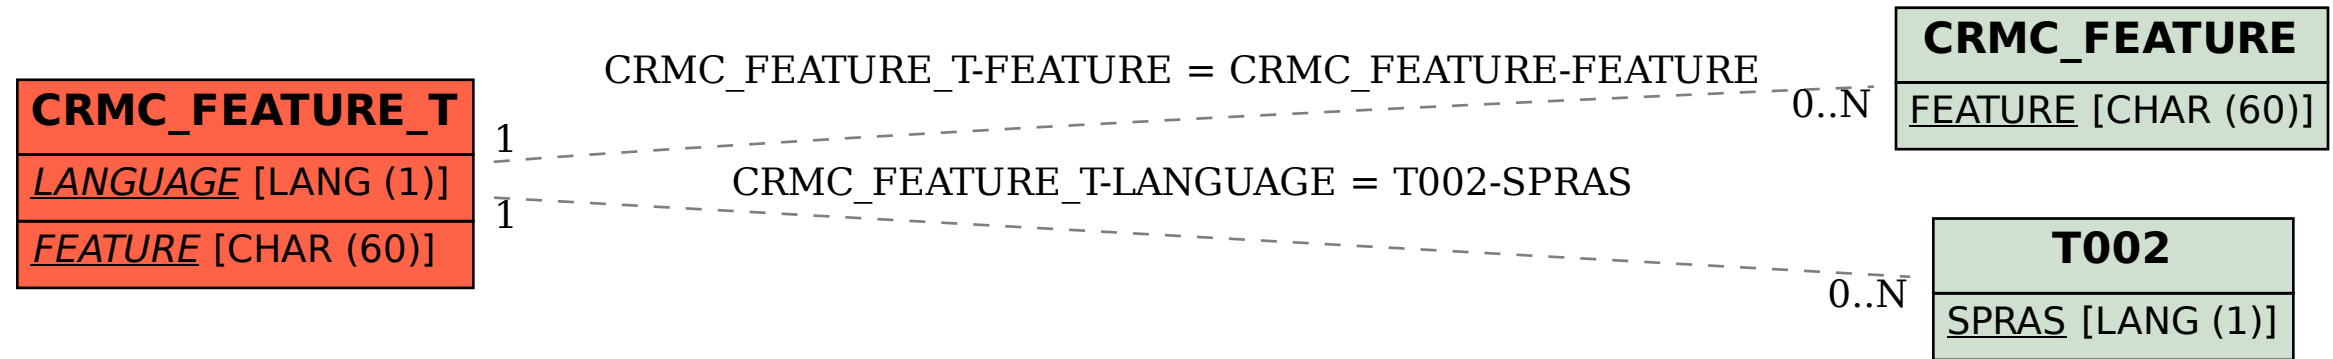 CRMC_FEATURE_T
LANGUAGE [LANG (1)]
FEATURE [CHAR (60)]
CRMC_FEATURE_T-FEATURE = CRMC_FEATURE-FEATURE
1
0..N
CRMC_FEATURE_T-LANGUAGE = T002-SPRAS
1
0..N
CRMC_FEATURE
FEATURE [CHAR (60)]
T002
SPRAS [LANG (1)]